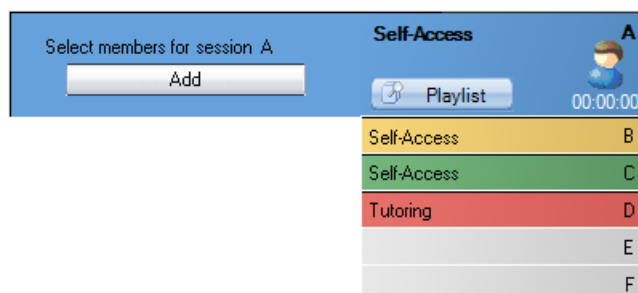 Self-Access A
Select members for session A
Add
Playlist
00:00:00
Self-Access B
Self-Access C
Tutoring D
E
F